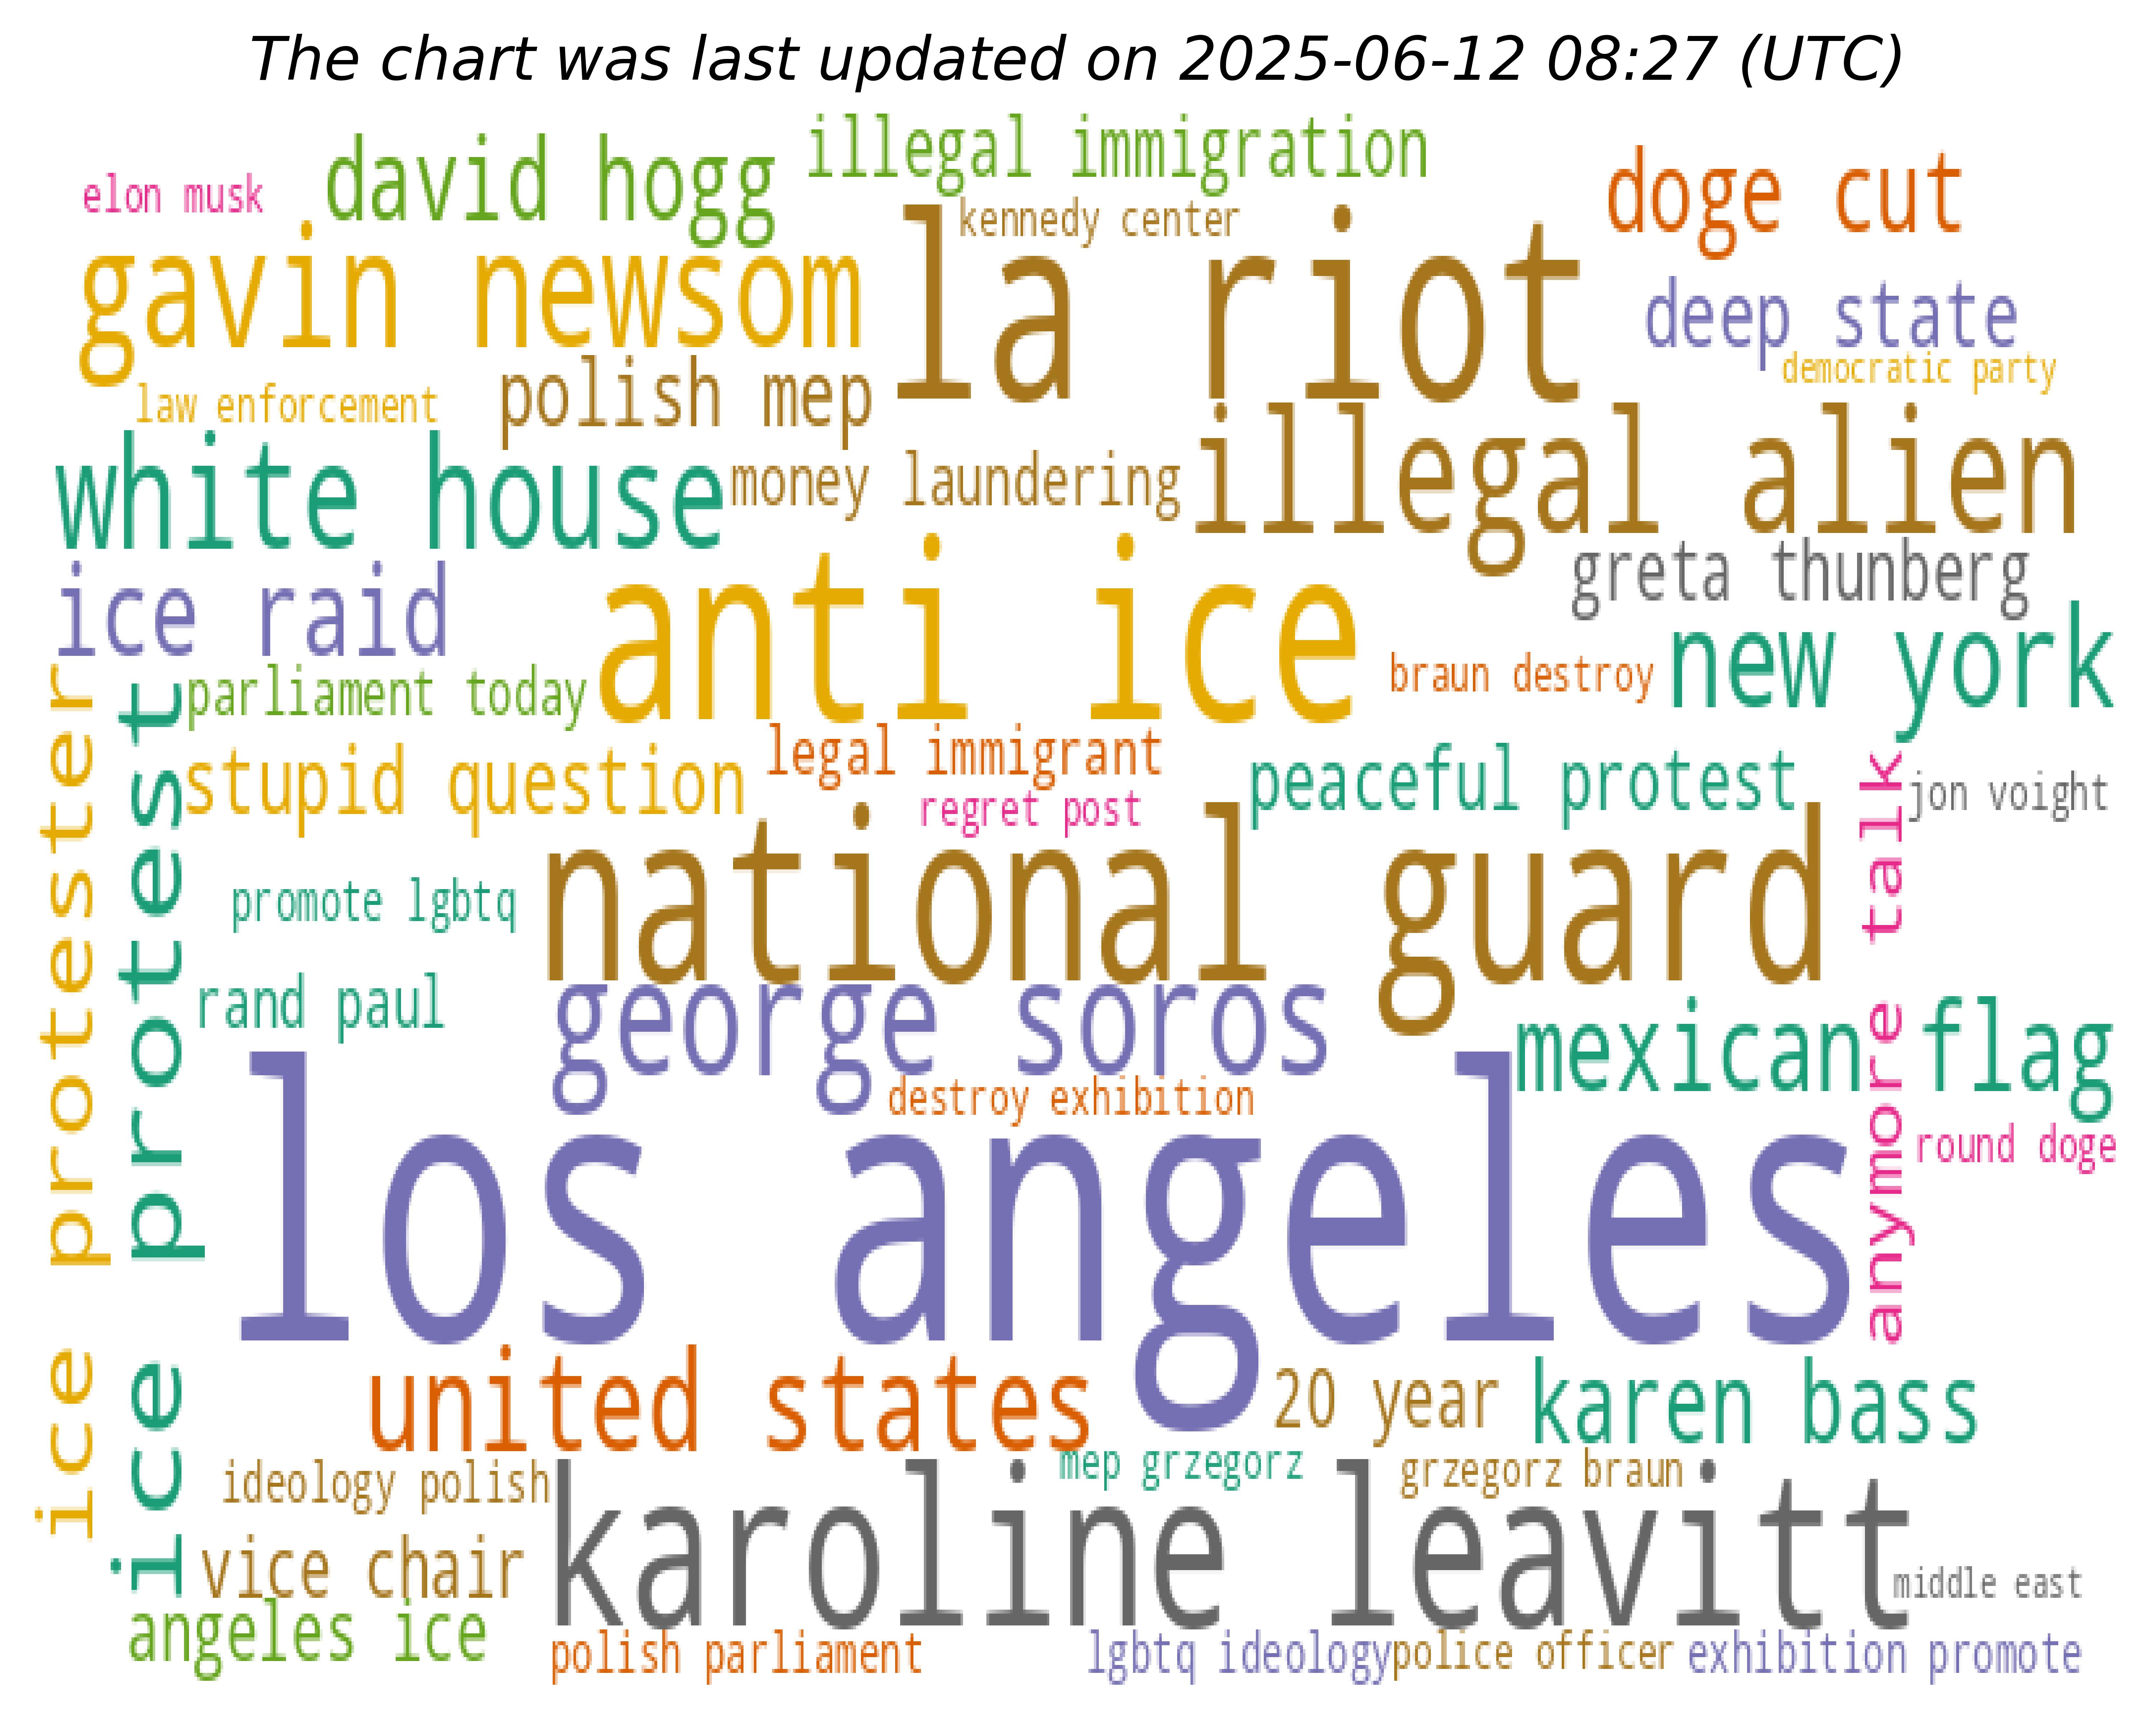 The chart was last updated on 2025-06-12 08:27 (UTC)
illegal immigration
david hogg
elon musk
doge cut
kennedy center
gavin newsom
la riot
deep state
democratic party
law enforcement
polish mep
white house
money laundering
illegal alien
greta thunberg
ice raid
anti ice
new york
braun destroy
parliament today
legal immigrant
stupid question
peaceful protest
jon voight
regret post
ice protester
ice protest
anymore talk
national guard
promote lgbtq
rand paul
george soros
mexican flag
destroy exhibition
round doge
los angeles
united states
20 year
karen bass
mep grzegorz
grzegorz braun
ideology polish
karoline leavitt
vice chair
middle east
angeles ice
polish parliament
lgbtq ideology
police officer
exhibition promote